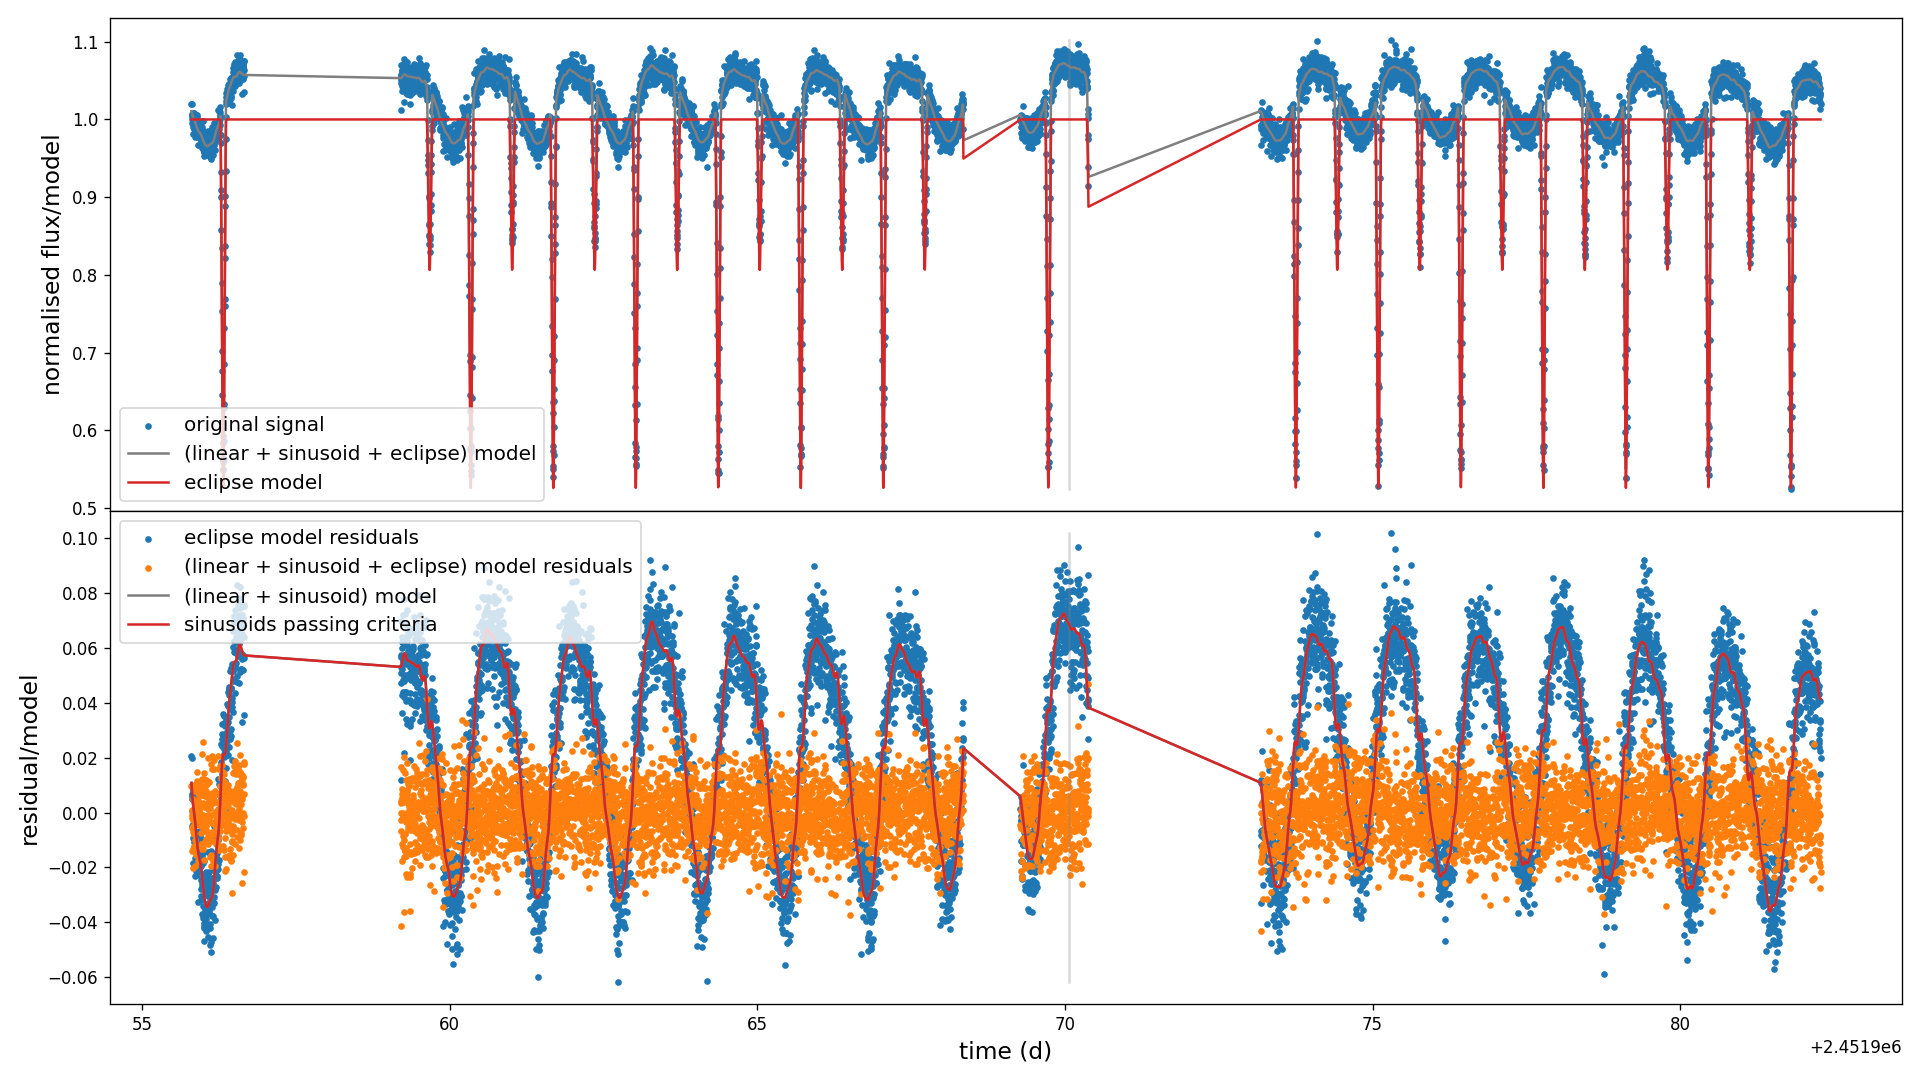 1.1
1.0
0.9
0.8
0.7
0.6
0.5
normalised flux/model
original signal
(linear + sinusoid + eclipse) model
eclipse model
0.10
0.08
0.06
0.04
0.02
0.00
−0.02
−0.04
−0.06
residual/model
eclipse model residuals
(linear + sinusoid + eclipse) model residuals
(linear + sinusoid) model
sinusoids passing criteria
55 60 65 70 75 80
time (d)
+2.4519e6